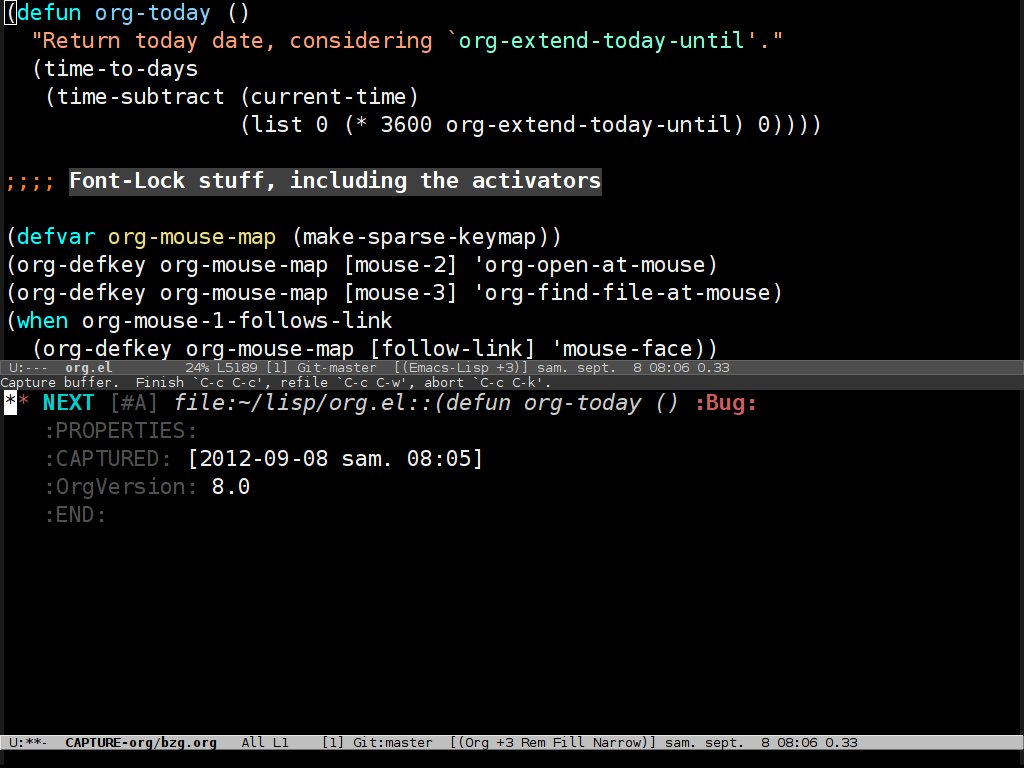 (defun org-today ()
  "Return today date, considering `org-extend-today-until'."
  (time-to-days
   (time-subtract (current-time)
                  (list 0 (* 3600 org-extend-today-until) 0))))
;;;; Font-Lock stuff, including the activators
(defvar org-mouse-map (make-sparse-keymap))
(org-defkey org-mouse-map [mouse-2] 'org-open-at-mouse)
(org-defkey org-mouse-map [mouse-3] 'org-find-file-at-mouse)
(when org-mouse-1-follows-link
  (org-defkey org-mouse-map [follow-link] 'mouse-face))
U:---  org.el         24% L5189 [1] Git-master  [(Emacs-Lisp +3)] sam. sept.  8 08:06 0.33
Capture buffer.  Finish `C-c C-c', refile `C-c C-w', abort `C-c C-k'.
** NEXT [#A] file:~/lisp/org.el::(defun org-today () :Bug:
   :PROPERTIES:
   :CAPTURED: [2012-09-08 sam. 08:05]
   :OrgVersion: 8.0
   :END:
U:**-  CAPTURE-org/bzg.org   All L1    [1] Git:master  [(Org +3 Rem Fill Narrow)] sam. sept.  8 08:06 0.33